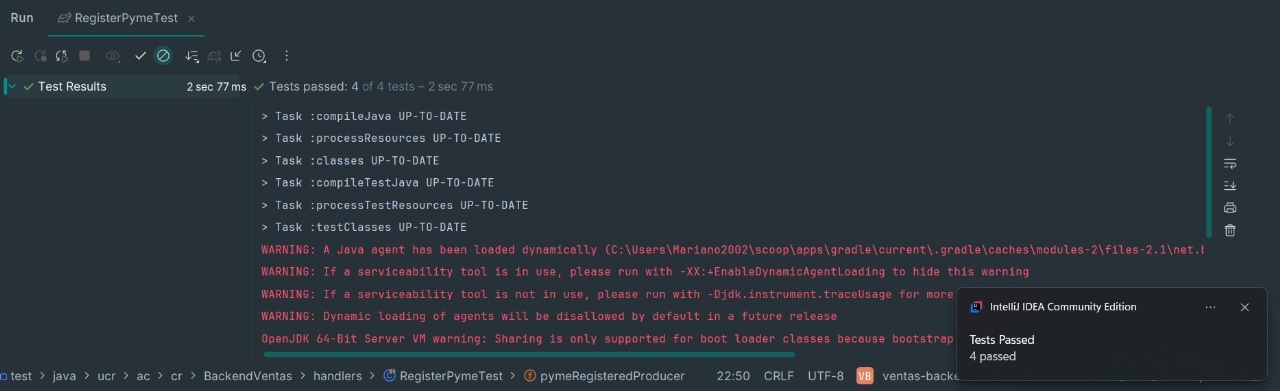 Run RegisterPymeTest
Test Results 2 sec 77 ms Tests passed: 4 of 4 tests – 2 sec 77 ms
> Task :compileJava UP-TO-DATE
> Task :processResources UP-TO-DATE
> Task :classes UP-TO-DATE
> Task :compileTestJava UP-TO-DATE
> Task :processTestResources UP-TO-DATE
> Task :testClasses UP-TO-DATE
WARNING: A Java agent has been loaded dynamically (C:\Users\Mariano2002\scoop\apps\gradle\current\.gradle\caches\modules-2\files-2.1\net.b
WARNING: If a serviceability tool is in use, please run with -XX:+EnableDynamicAgentLoading to hide this warning
WARNING: If a serviceability tool is not in use, please run with -Djdk.instrument.traceUsage for more
WARNING: Dynamic loading of agents will be disallowed by default in a future release
OpenJDK 64-Bit Server VM warning: Sharing is only supported for boot loader classes because bootstrap
IntelliJ IDEA Community Edition
Tests Passed
4 passed
test > java > ucr > ac > cr > BackendVentas > handlers > RegisterPymeTest > pymeRegisteredProducer 22:50 CRLF UTF-8 VB ventas-backe